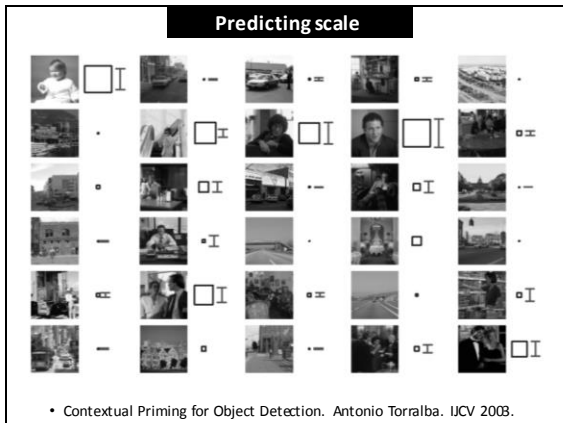 Predicting scale
• Contextual Priming for Object Detection. Antonio Torralba. IJCV 2003.